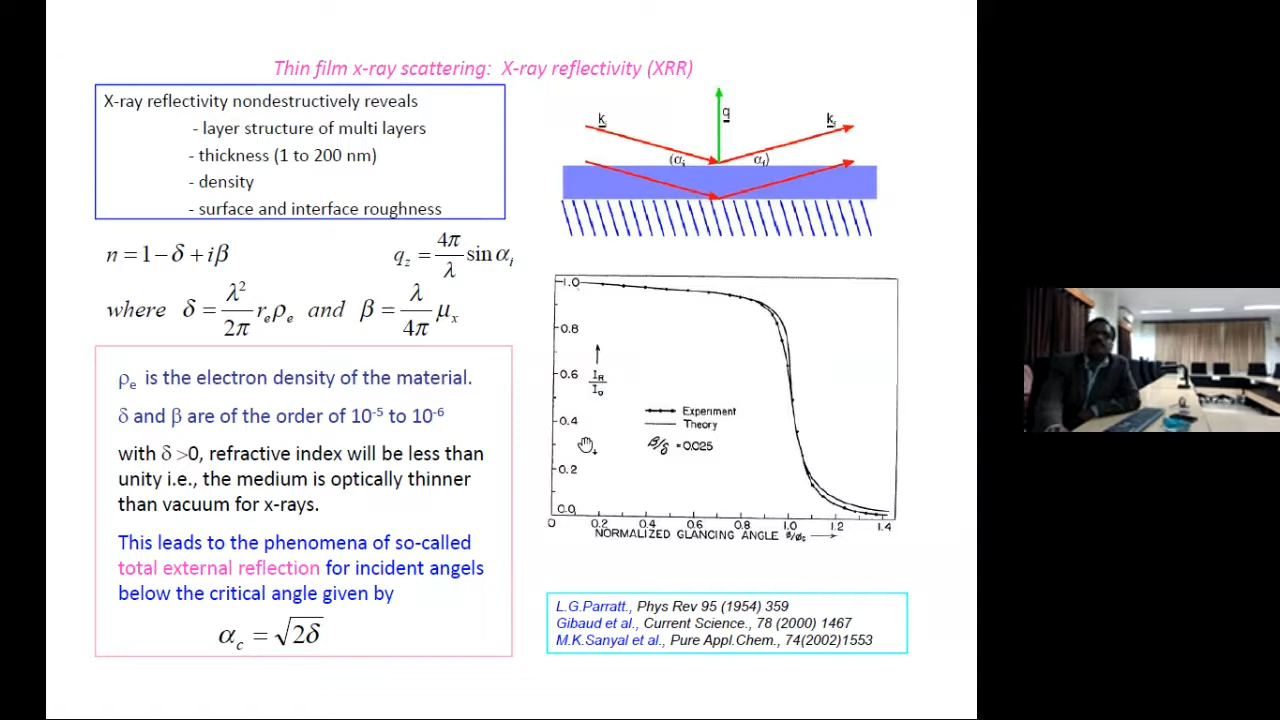 Thin film x-ray scattering: X-ray reflectivity (XRR)
X-ray reflectivity nondestructively reveals
- layer structure of multi layers
- thickness (1 to 200 nm)
- density
- surface and interface roughness
n = 1 − δ + iβ
q_z = 4π/λ sin α_i
where δ = λ²/2π r_e ρ_e and β = λ/4π μ_x
ρe is the electron density of the material.
δ and β are of the order of 10⁻⁵ to 10⁻⁶
with δ >0, refractive index will be less than
unity i.e., the medium is optically thinner
than vacuum for x-rays.
This leads to the phenomena of so-called
total external reflection for incident angels
below the critical angle given by
α_c = √2δ
k_i
q
k_f
(α_i
α_f)
1.0
0.8
0.6
0.4
0.2
0.0
I_R
I_o
Experiment
Theory
β/δ = 0.025
0 0.2 0.4 0.6 0.8 1.0 1.2 1.4
NORMALIZED GLANCING ANGLE ø/ø_c
L.G.Parratt., Phys Rev 95 (1954) 359
Gibaud et al., Current Science., 78 (2000) 1467
M.K.Sanyal et al., Pure Appl.Chem., 74(2002)1553